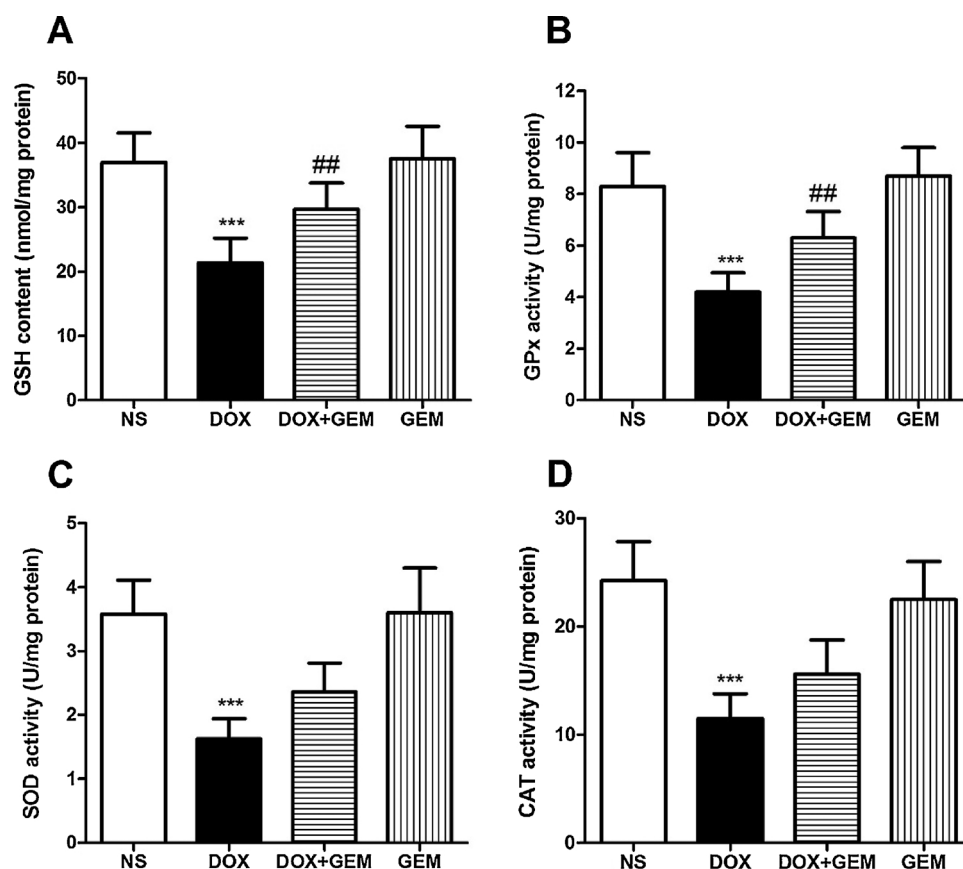 A
GSH content (nmol/mg protein)
50
40
30
20
10
0
***
##
NS DOX DOX+GEM GEM
B
GPx activity (U/mg protein)
12
10
8
6
4
2
0
***
##
NS DOX DOX+GEM GEM
C
SOD activity (U/mg protein)
5
4
3
2
1
0
***
NS DOX DOX+GEM GEM
D
CAT activity (U/mg protein)
30
20
10
0
***
NS DOX DOX+GEM GEM